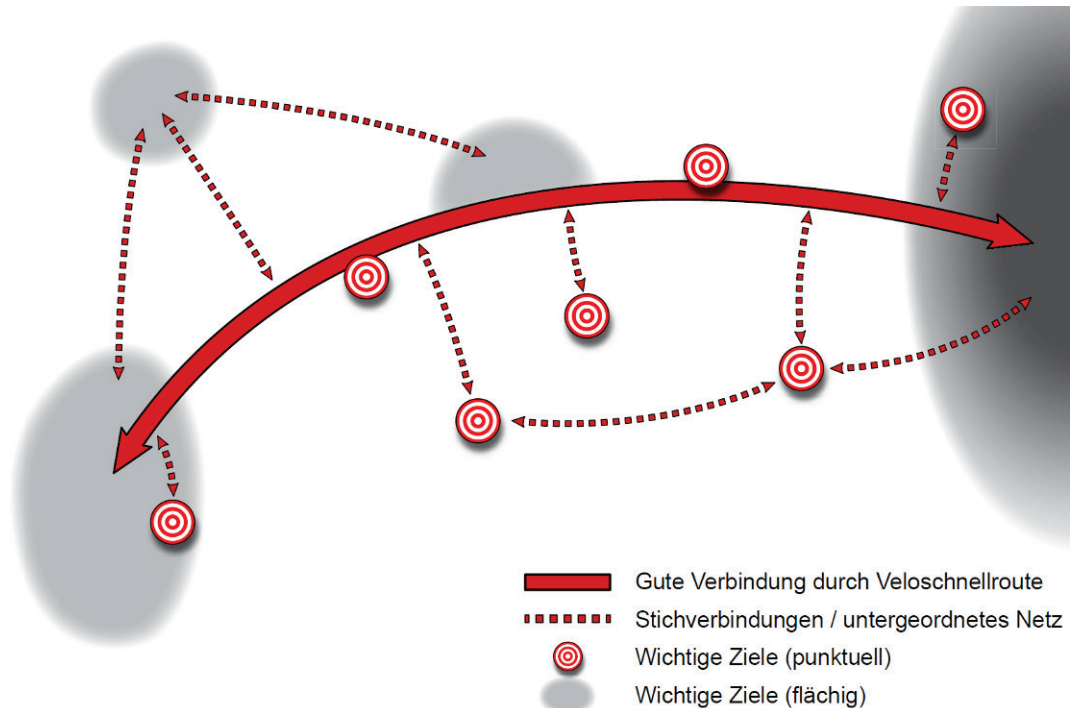 Gute Verbindung durch Veloschnellroute
Stichverbindungen / untergeordnetes Netz
Wichtige Ziele (punktuell)
Wichtige Ziele (flächig)